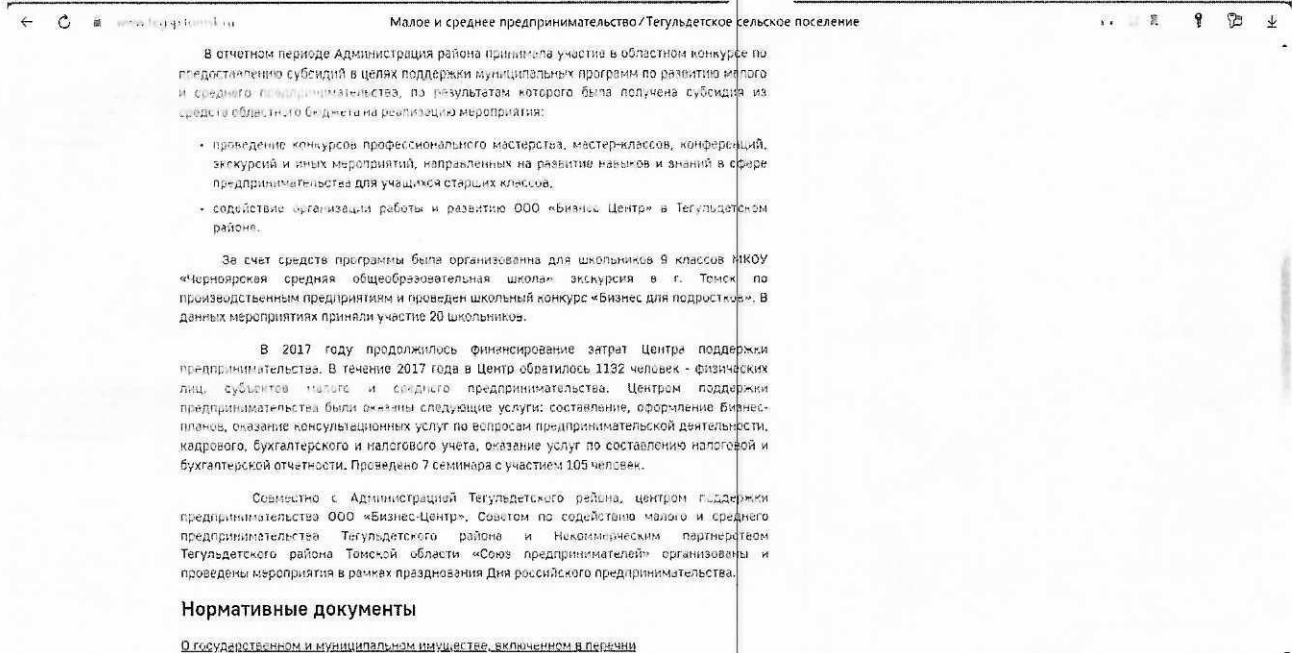 Малое и среднее предпринимательство/Тегульдетское сельское поселение
В отчетном периоде Администрация района принимала участие в областном конкурсе по
предоставлению субсидий в целях поддержки муниципальных программ по развитию малого
и среднего предпринимательства, по результатам которого была получена субсидия из
средств областного бюджета на реализацию мероприятия:
- проведение конкурсов профессионального мастерства, мастер-классов, конференций,
экскурсий и иных мероприятий, направленных на развитие навыков и знаний в сфере
предпринимательства для учащихся старших классов,
- содействие организации работы и развитию ООО «Бизнес Центр» в Тегульдетском
районе.
За счет средств программы была организованна для школьников 9 классов МКОУ
«Черноярская средняя общеобразовательная школа» экскурсия в г. Томск по
производственным предприятиям и проведен школьный конкурс «Бизнес для подростков». В
данных мероприятиях приняли участие 20 школьников.
В 2017 году продолжилось финансирование затрат Центра поддержки
предпринимательства. В течение 2017 года в Центр обратилось 1132 человек - физических
лиц, субъектов малого и среднего предпринимательства. Центром поддержки
предпринимательства были оказаны следующие услуги: составление, оформление бизнес-
планов, оказание консультационных услуг по вопросам предпринимательской деятельности,
кадрового, бухгалтерского и налогового учета, оказание услуг по составлению налоговой и
бухгалтерской отчетности. Проведено 7 семинара с участием 105 человек.
Совместно с Администрацией Тегульдетского района, центром поддержки
предпринимательства ООО «Бизнес-Центр», Советом по содействию малого и среднего
предпринимательства Тегульдетского района и Некоммерческим партнерством
Тегульдетского района Томской области «Союз предпринимателей» организованы и
проведены мероприятия в рамках празднования Дня российского предпринимательства.
Нормативные документы
О государственном и муниципальном имуществе, включенном в перечни